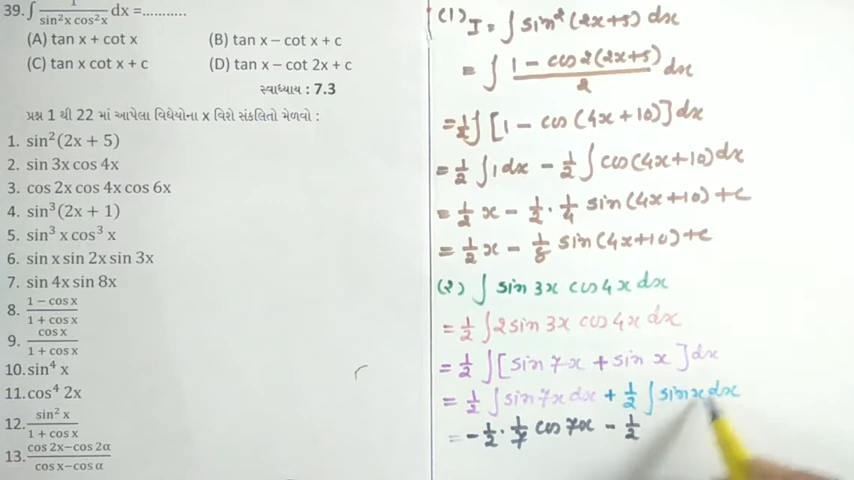 39. ∫ 1/(sin²x cos²x) dx =..........
(A) tan x + cot x (B) tan x − cot x + c
(C) tan x cot x + c (D) tan x − cot 2x + c
સ્વાધ્યાય : 7.3
પ્રશ્ન 1 થી 22 માં આપેલા વિધેયોના x વિશે સંકલિતો મેળવો :
1. sin²(2x + 5)
2. sin 3x cos 4x
3. cos 2x cos 4x cos 6x
4. sin³(2x + 1)
5. sin³ x cos³ x
6. sin x sin 2x sin 3x
7. sin 4x sin 8x
8. (1 − cos x)/(1 + cos x)
9. cos x/(1 + cos x)
10. sin⁴ x
11. cos⁴ 2x
12. sin² x/(1 + cos x)
13. (cos 2x−cos 2α)/(cos x−cos α)
(1) I = ∫ sin²(2x+5) dx
= ∫ (1 − cos 2(2x+5))/2 dx
= 1/2 ∫ [1 − cos (4x+10)] dx
= 1/2 ∫ 1 dx − 1/2 ∫ cos(4x+10) dx
= 1/2 x − 1/2 · 1/4 sin(4x+10) + c
= 1/2 x − 1/8 sin(4x+10) + c
(૨) ∫ sin 3x cos 4x dx
= 1/2 ∫ 2 sin 3x cos 4x dx
= 1/2 ∫ [sin 7x + sin x] dx
= 1/2 ∫ sin 7x dx + 1/2 ∫ sin x dx
= − 1/2 · 1/7 cos 7x − 1/2